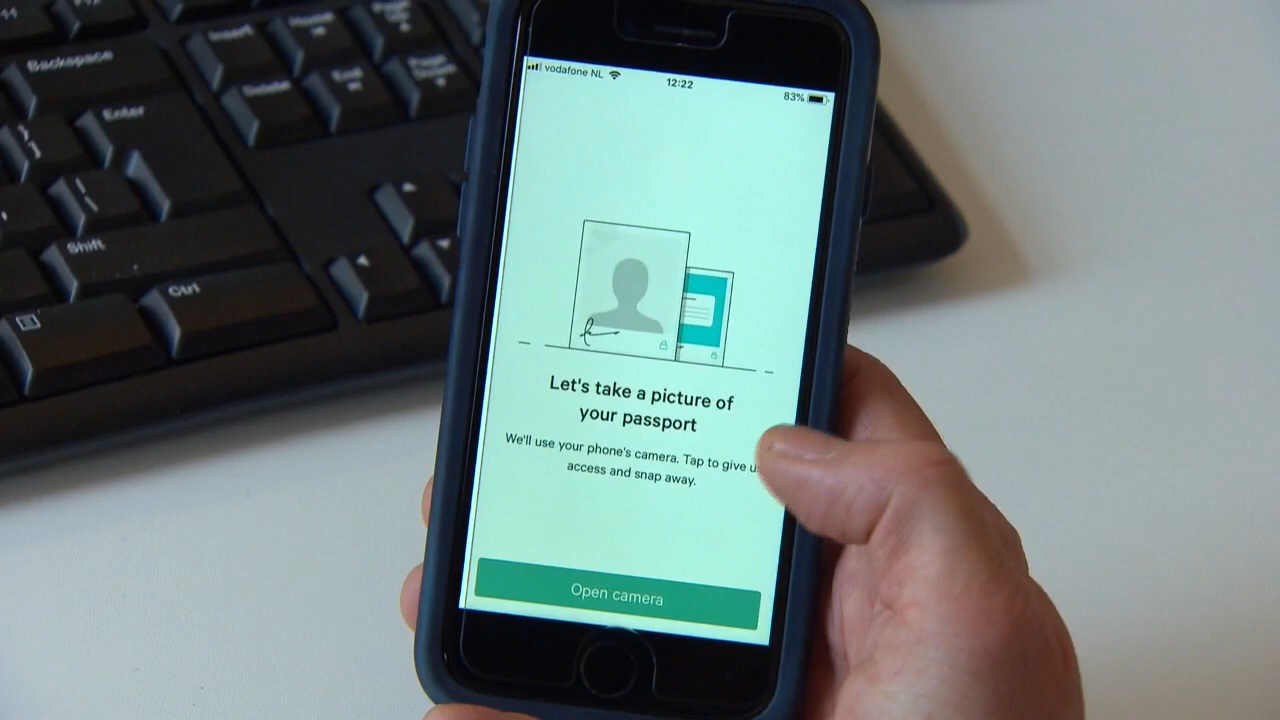 Backspace
Enter
Shift
Ctrl
Insert
Home
Delete
End
vodafone NL
12:22
83%
Let's take a picture of
your passport
We'll use your phone's camera. Tap to give us
access and snap away.
Open camera